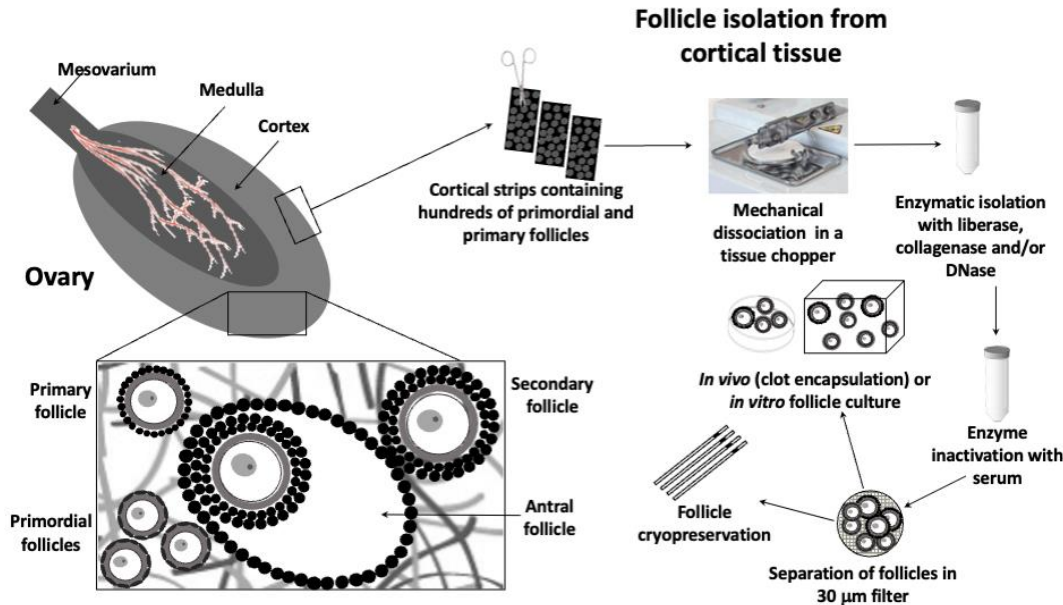 Follicle isolation from
cortical tissue
Mesovarium
Medulla
Cortex
Ovary
Cortical strips containing
hundreds of primordial and
primary follicles
Mechanical
dissociation in a
tissue chopper
Enzymatic isolation
with liberase,
collagenase and/or
DNase
Enzyme
inactivation with
serum
In vivo (clot encapsulation) or
in vitro follicle culture
Follicle
cryopreservation
Separation of follicles in
30 µm filter
Primary
follicle
Secondary
follicle
Primordial
follicles
Antral
follicle